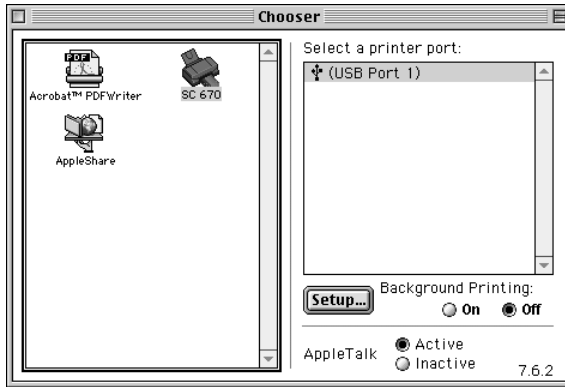 Chooser
PDF
Acrobat™ PDFWriter
SC 670
AppleShare
Select a printer port:
(USB Port 1)
Setup...
Background Printing:
On Off
AppleTalk
Active
Inactive
7.6.2